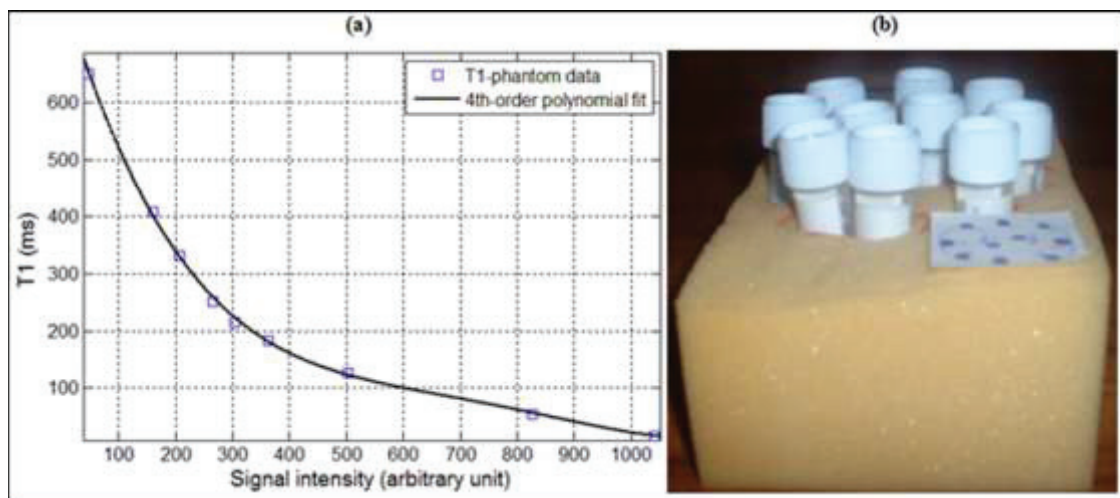 (a)
(b)
T1-phantom data
4th-order polynomial fit
600
500
400
300
200
100
T1 (ms)
100 200 300 400 500 600 700 800 900 1000
Signal intensity (arbitrary unit)